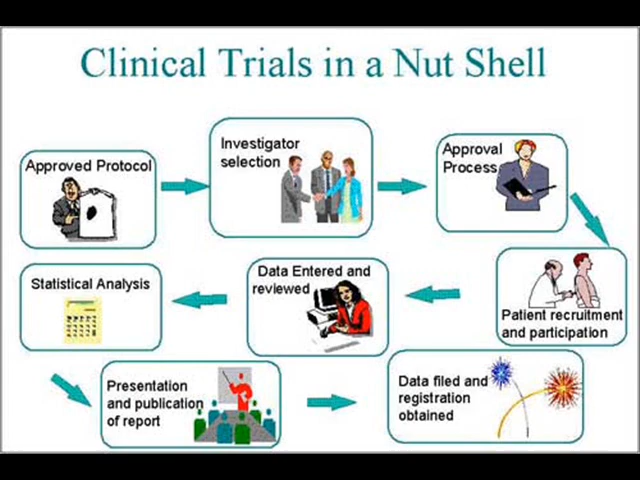 Clinical Trials in a Nut Shell
Approved Protocol
Investigator
selection
Approval
Process
Patient recruitment
and participation
Data Entered and
reviewed
Statistical Analysis
Presentation
and publication
of report
Data filed and
registration
obtained